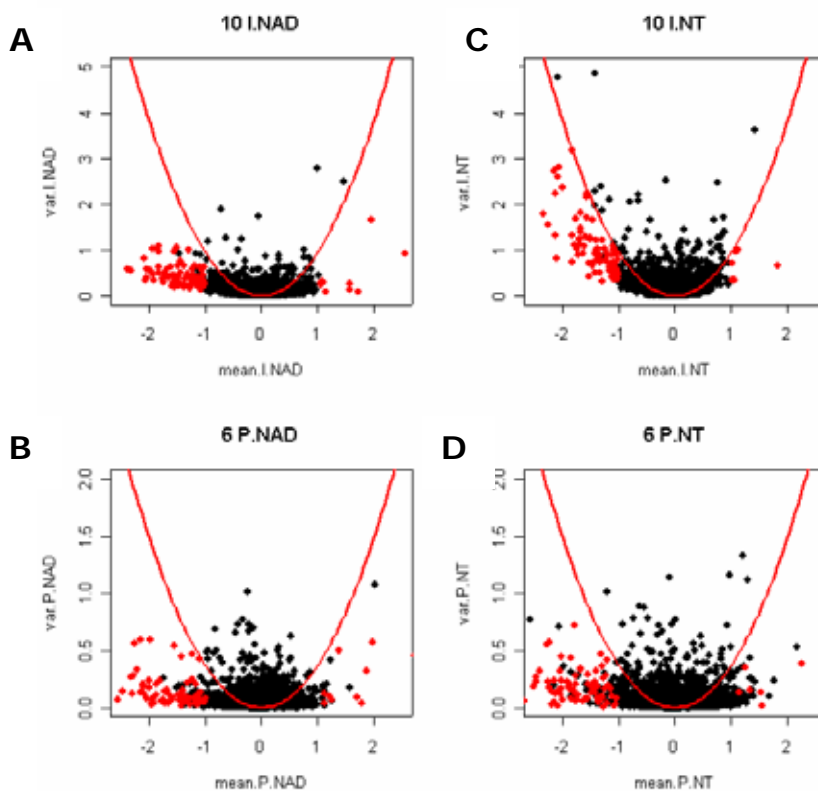 A
10 I.NAD
var.I.NAD
5
4
3
2
1
0
-2 -1 0 1 2
mean.I.NAD
C
10 I.NT
var.I.NT
5
4
3
2
1
0
-2 -1 0 1 2
mean.I.NT
B
6 P.NAD
var.P.NAD
2.0
1.5
1.0
0.5
0.0
-2 -1 0 1 2
mean.P.NAD
D
6 P.NT
var.P.NT
2.0
1.5
1.0
0.5
0.0
-2 -1 0 1 2
mean.P.NT